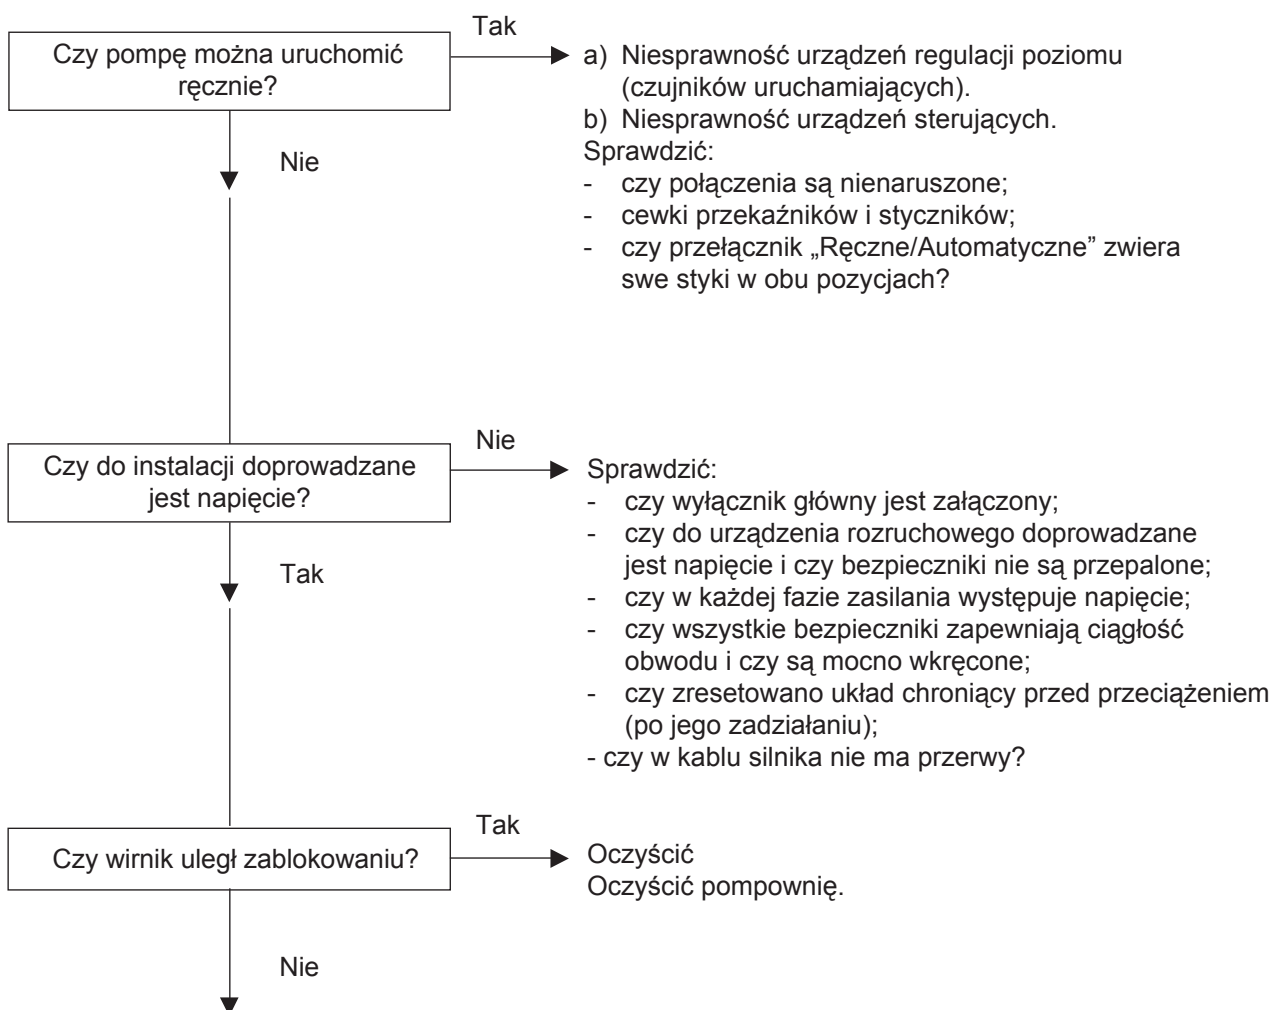 Czy pompę można uruchomić
ręcznie?
Tak
a) Niesprawność urządzeń regulacji poziomu
(czujników uruchamiających).
b) Niesprawność urządzeń sterujących.
Sprawdzić:
- czy połączenia są nienaruszone;
- cewki przekaźników i styczników;
- czy przełącznik „Ręczne/Automatyczne” zwiera
swe styki w obu pozycjach?
Nie
Czy do instalacji doprowadzane
jest napięcie?
Nie
Sprawdzić:
- czy wyłącznik główny jest załączony;
- czy do urządzenia rozruchowego doprowadzane
jest napięcie i czy bezpieczniki nie są przepalone;
- czy w każdej fazie zasilania występuje napięcie;
- czy wszystkie bezpieczniki zapewniają ciągłość
obwodu i czy są mocno wkręcone;
- czy zresetowano układ chroniący przed przeciążeniem
(po jego zadziałaniu);
- czy w kablu silnika nie ma przerwy?
Tak
Czy wirnik uległ zablokowaniu?
Tak
Oczyścić
Oczyścić pompownię.
Nie